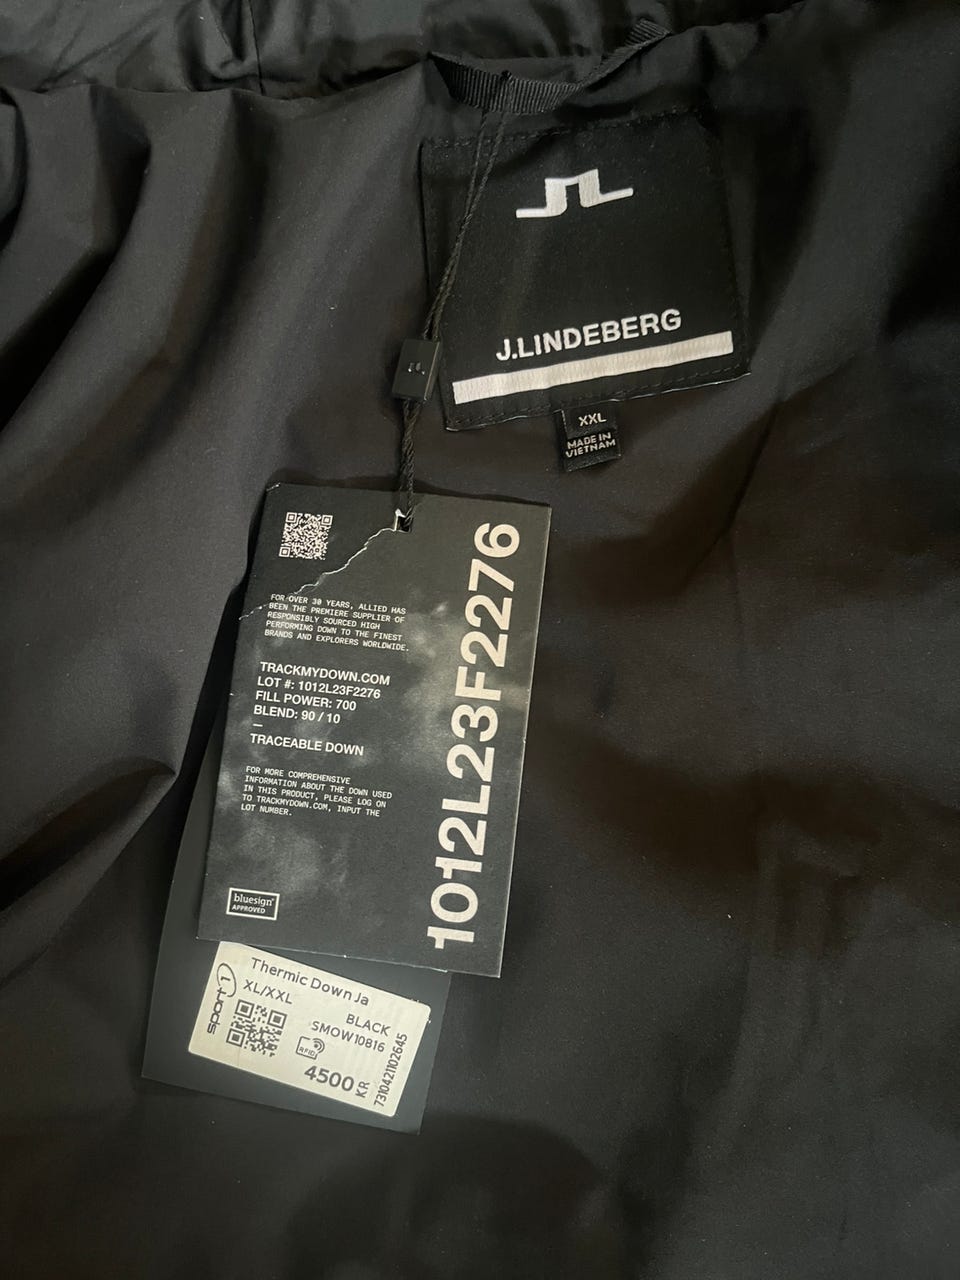 JL
J.LINDEBERG
XXL
MADE IN
VIETNAM
FOR OVER 30 YEARS, ALLIED HAS
BEEN THE PREMIERE SUPPLIER OF
RESPONSIBLY SOURCED HIGH
PERFORMING DOWN TO THE FINEST
BRANDS AND EXPLORERS WORLDWIDE.
TRACKMYDOWN.COM
LOT #: 1012L23F2276
FILL POWER: 700
BLEND: 90 / 10
—
TRACEABLE DOWN
FOR MORE COMPREHENSIVE
INFORMATION ABOUT THE DOWN USED
IN THIS PRODUCT, PLEASE LOG ON
TO TRACKMYDOWN.COM, INPUT THE
LOT NUMBER.
bluesign®
APPROVED
1012L23F2276
sport1
Thermic Down Ja
XL/XXL
BLACK
SMOW10816
RFID
4500 KR
7310421102645